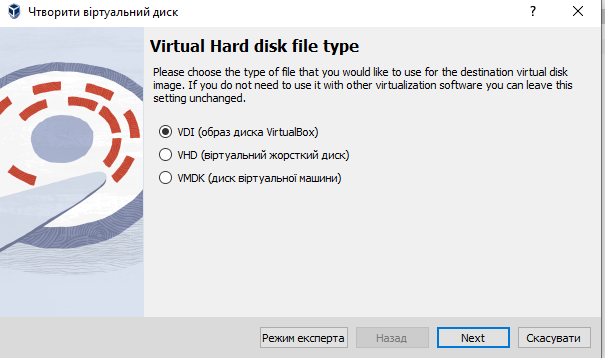 Чтворити віртуальний диск
?
Virtual Hard disk file type
Please choose the type of file that you would like to use for the destination virtual disk
image. If you do not need to use it with other virtualization software you can leave this
setting unchanged.
VDI (образ диска VirtualBox)
VHD (віртуальний жорсткий диск)
VMDK (диск віртуальної машини)
Режим експерта
Назад
Next
Скасувати